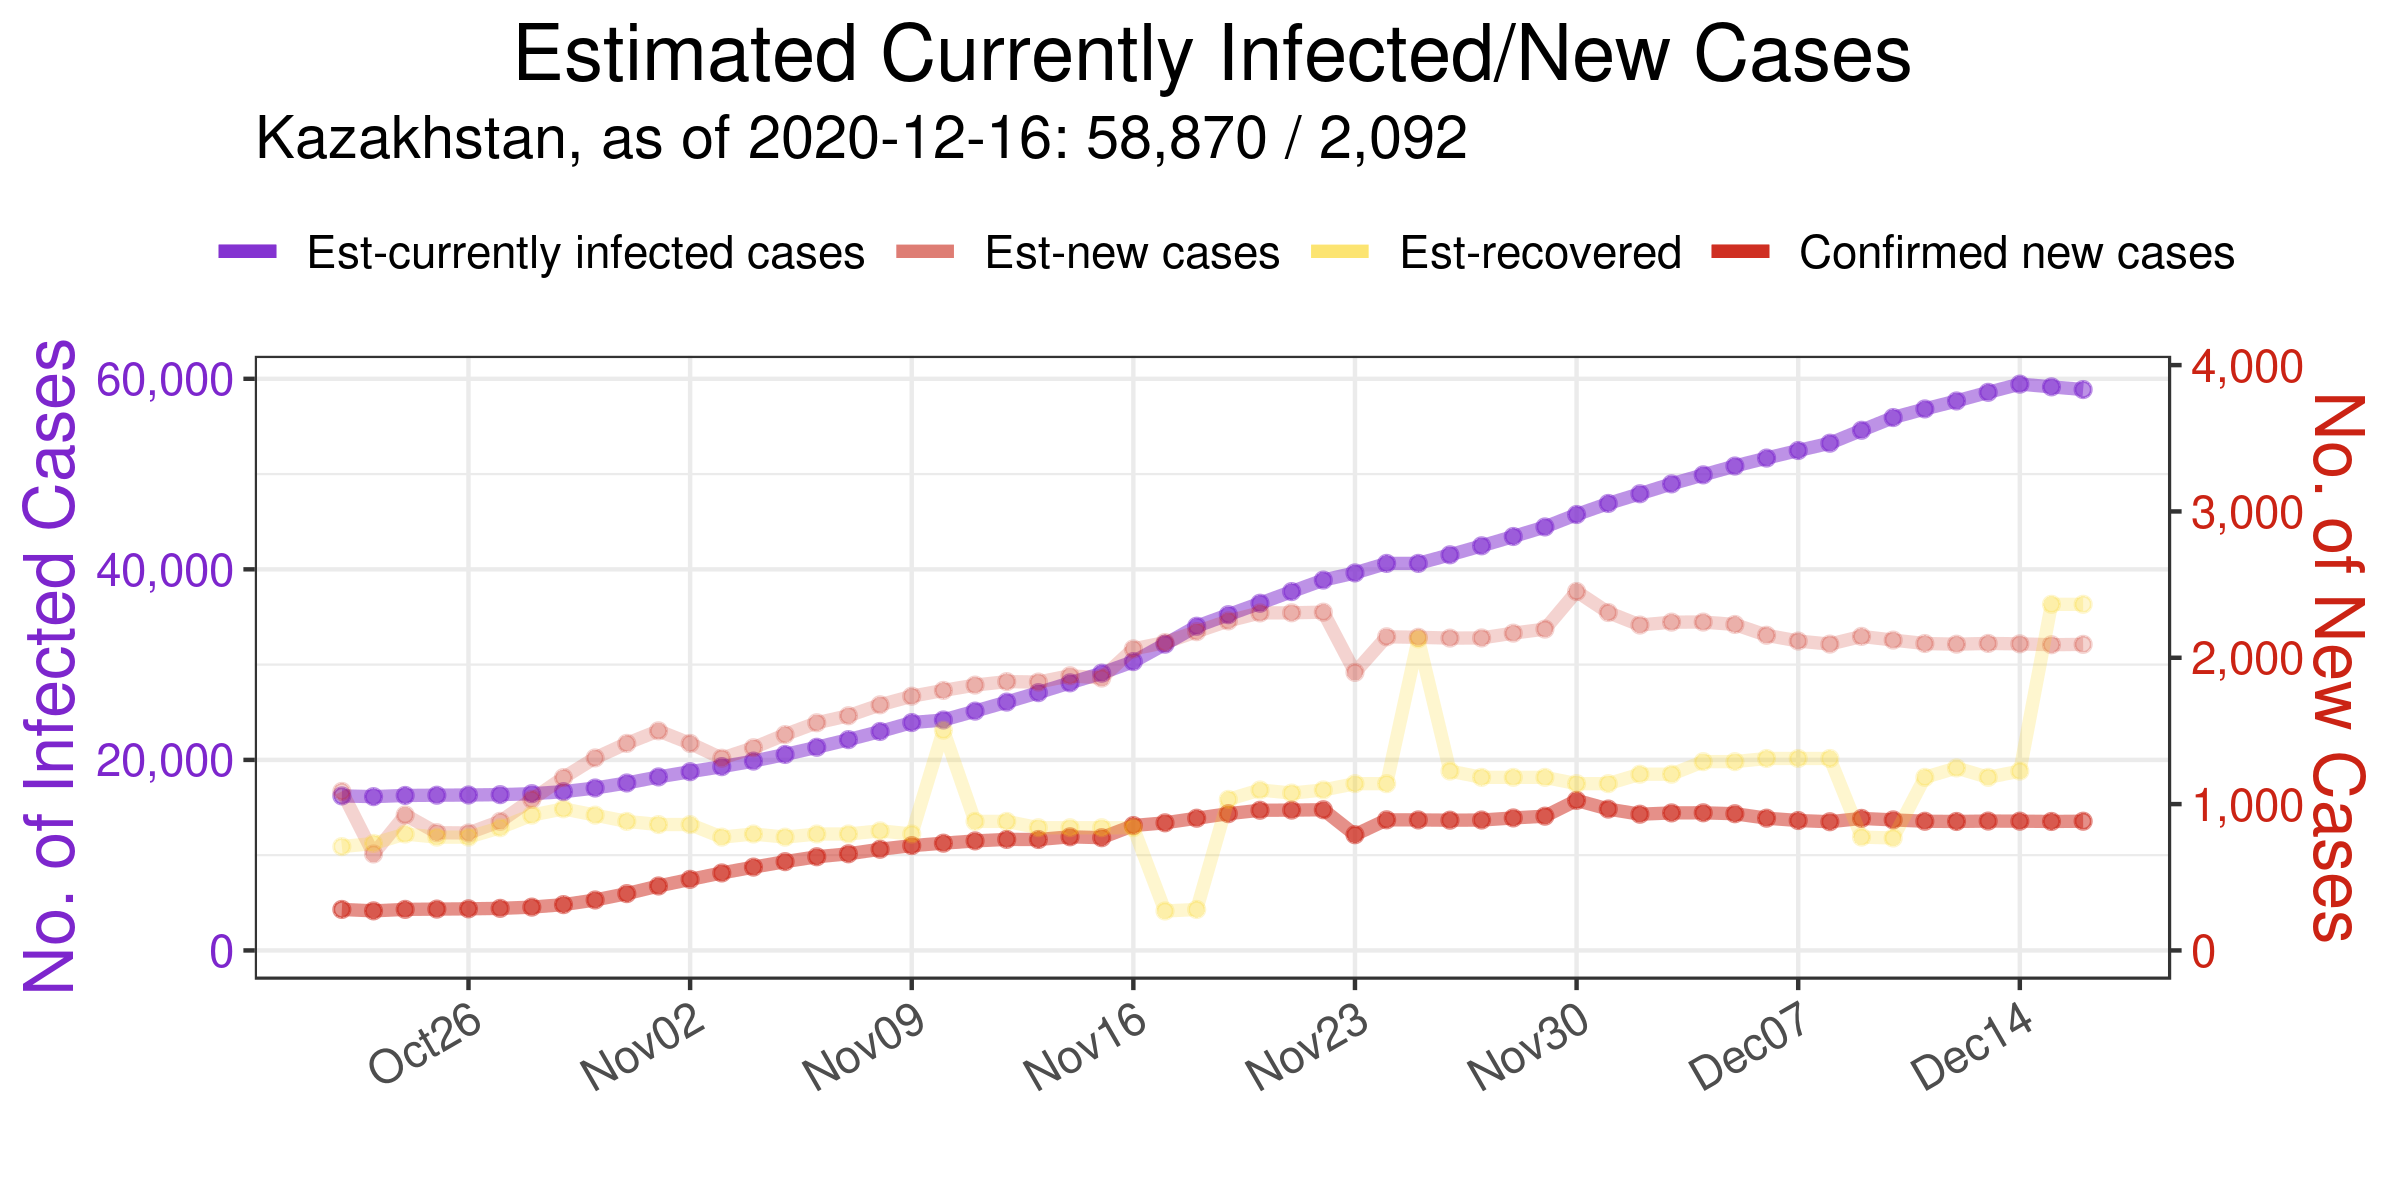 Estimated Currently Infected/New Cases
Kazakhstan, as of 2020-12-16: 58,870 / 2,092
Est-currently infected cases Est-new cases Est-recovered Confirmed new cases
No. of Infected Cases
60,000
40,000
20,000
0
4,000
3,000
2,000
1,000
0
No. of New Cases
Oct26 Nov02 Nov09 Nov16 Nov23 Nov30 Dec07 Dec14